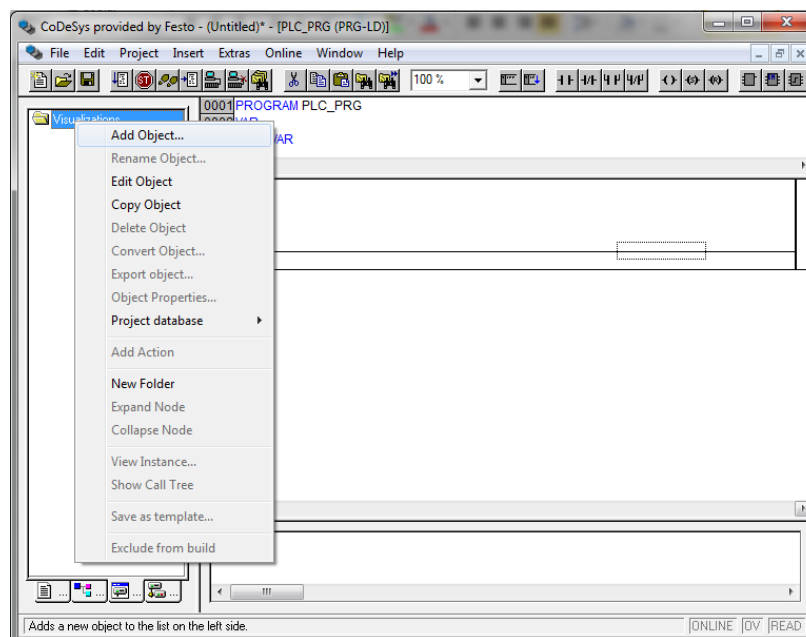 CoDeSys provided by Festo - (Untitled)* - [PLC_PRG (PRG-LD)]
File Edit Project Insert Extras Online Window Help
100 %
0001 PROGRAM PLC_PRG
Visualizations
VAR
Add Object...
VAR
Rename Object...
Edit Object
Copy Object
Delete Object
Convert Object...
Export object...
Object Properties...
Project database
Add Action
New Folder
Expand Node
Collapse Node
View Instance...
Show Call Tree
Save as template...
Exclude from build
... ... ... ...
Adds a new object to the list on the left side.
ONLINE OV READ